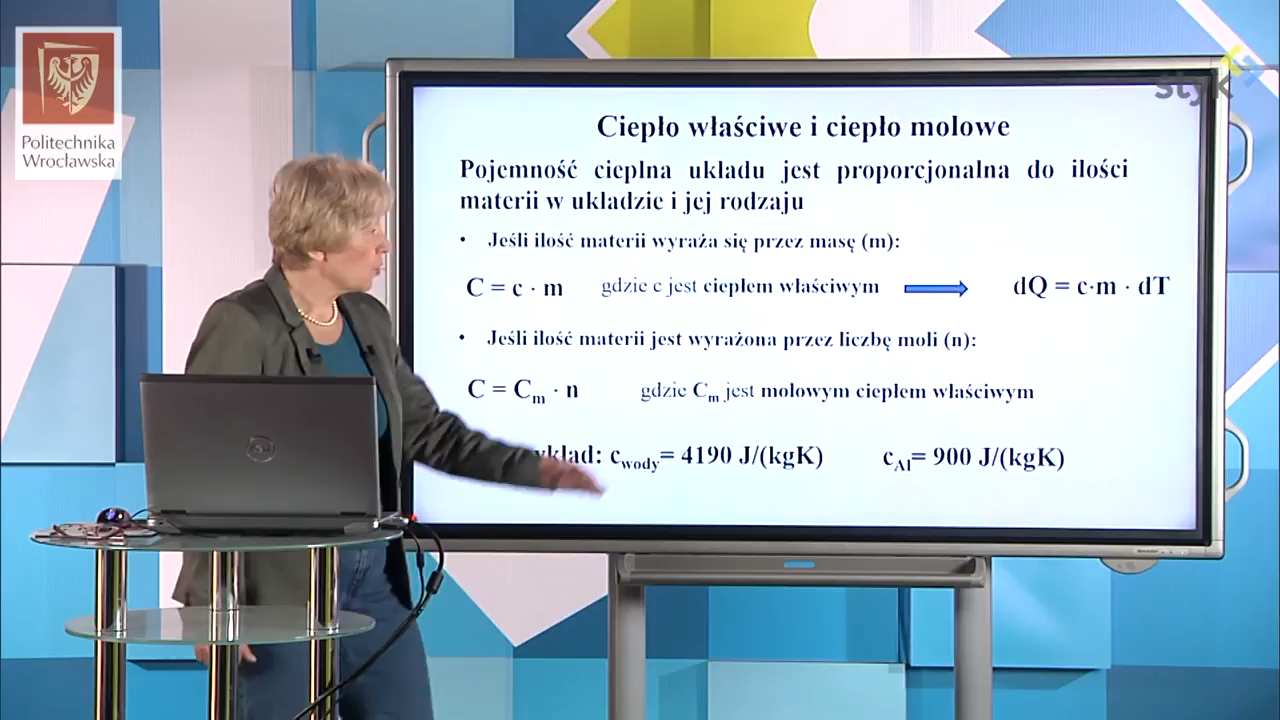 Politechnika
Wrocławska
styk
Ciepło właściwe i ciepło molowe
Pojemność cieplna układu jest proporcjonalna do ilości
materii w układzie i jej rodzaju
• Jeśli ilość materii wyraża się przez masę (m):
C = c · m gdzie c jest ciepłem właściwym dQ = c·m · dT
• Jeśli ilość materii jest wyrażona przez liczbę moli (n):
C = Cm · n gdzie Cm jest molowym ciepłem właściwym
cwody= 4190 J/(kgK) cAl= 900 J/(kgK)
DELL